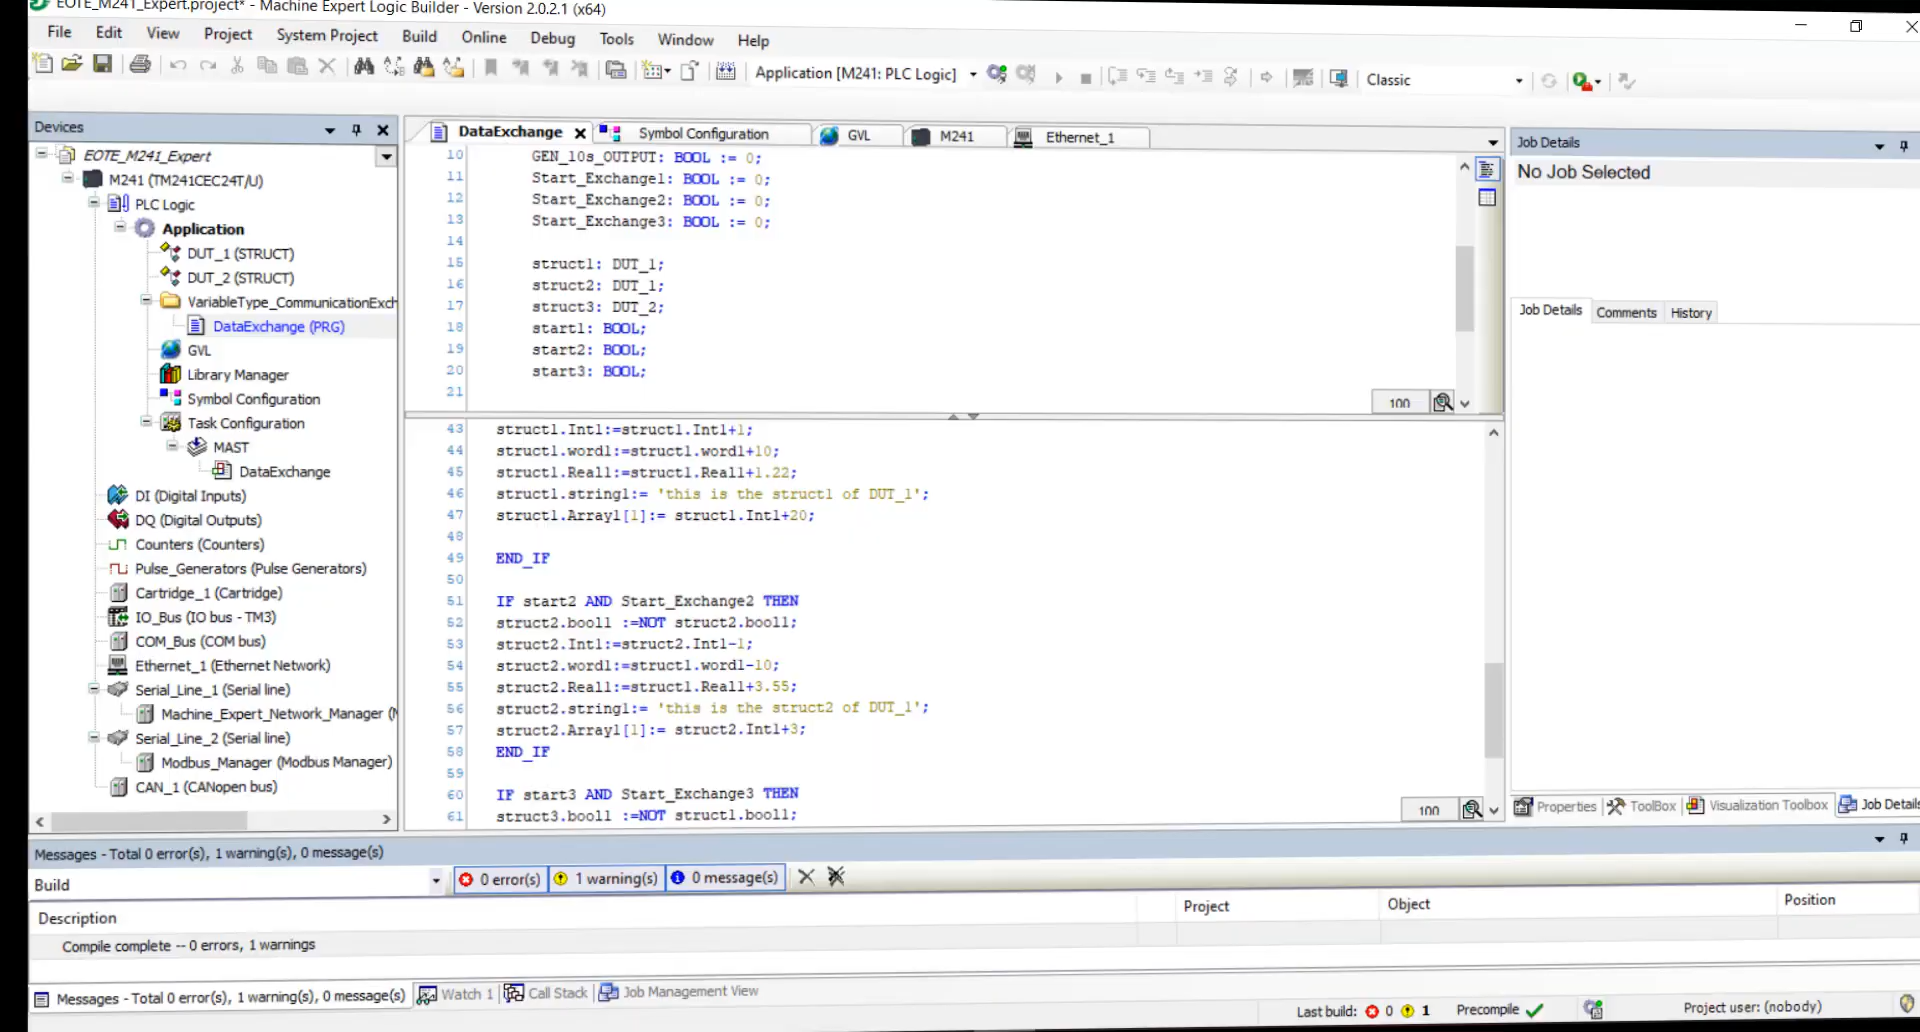 EOTE_M241_Expert.project* - Machine Expert Logic Builder - Version 2.0.2.1 (x64)
File Edit View Project System Project Build Online Debug Tools Window Help
Application [M241: PLC Logic] Classic
Devices
EOTE_M241_Expert
M241 (TM241CEC24T/U)
PLC Logic
Application
DUT_1 (STRUCT)
DUT_2 (STRUCT)
VariableType_CommunicationExch
DataExchange (PRG)
GVL
Library Manager
Symbol Configuration
Task Configuration
MAST
DataExchange
DI (Digital Inputs)
DQ (Digital Outputs)
Counters (Counters)
Pulse_Generators (Pulse Generators)
Cartridge_1 (Cartridge)
IO_Bus (IO bus - TM3)
COM_Bus (COM bus)
Ethernet_1 (Ethernet Network)
Serial_Line_1 (Serial line)
Machine_Expert_Network_Manager (M
Serial_Line_2 (Serial line)
Modbus_Manager (Modbus Manager)
CAN_1 (CANopen bus)
DataExchange Symbol Configuration GVL M241 Ethernet_1
10 GEN_10s_OUTPUT: BOOL := 0;
11 Start_Exchange1: BOOL := 0;
12 Start_Exchange2: BOOL := 0;
13 Start_Exchange3: BOOL := 0;
14
15 struct1: DUT_1;
16 struct2: DUT_1;
17 struct3: DUT_2;
18 start1: BOOL;
19 start2: BOOL;
20 start3: BOOL;
21
100
43 struct1.Int1:=struct1.Int1+1;
44 struct1.word1:=struct1.word1+10;
45 struct1.Real1:=struct1.Real1+1.22;
46 struct1.string1:= 'this is the struct1 of DUT_1';
47 struct1.Array1[1]:= struct1.Int1+20;
48
49 END_IF
50
51 IF start2 AND Start_Exchange2 THEN
52 struct2.bool1 :=NOT struct2.bool1;
53 struct2.Int1:=struct2.Int1-1;
54 struct2.word1:=struct1.word1-10;
55 struct2.Real1:=struct1.Real1+3.55;
56 struct2.string1:= 'this is the struct2 of DUT_1';
57 struct2.Array1[1]:= struct2.Int1+3;
58 END_IF
59
60 IF start3 AND Start_Exchange3 THEN
61 struct3.bool1 :=NOT struct1.bool1;
100
Job Details
No Job Selected
Job Details Comments History
Properties ToolBox Visualization Toolbox Job Details
Messages - Total 0 error(s), 1 warning(s), 0 message(s)
Build 0 error(s) 1 warning(s) 0 message(s)
Description Project Object Position
Compile complete -- 0 errors, 1 warnings
Messages - Total 0 error(s), 1 warning(s), 0 message(s) Watch 1 Call Stack Job Management View
Last build: 0 1 Precompile Project user: (nobody)